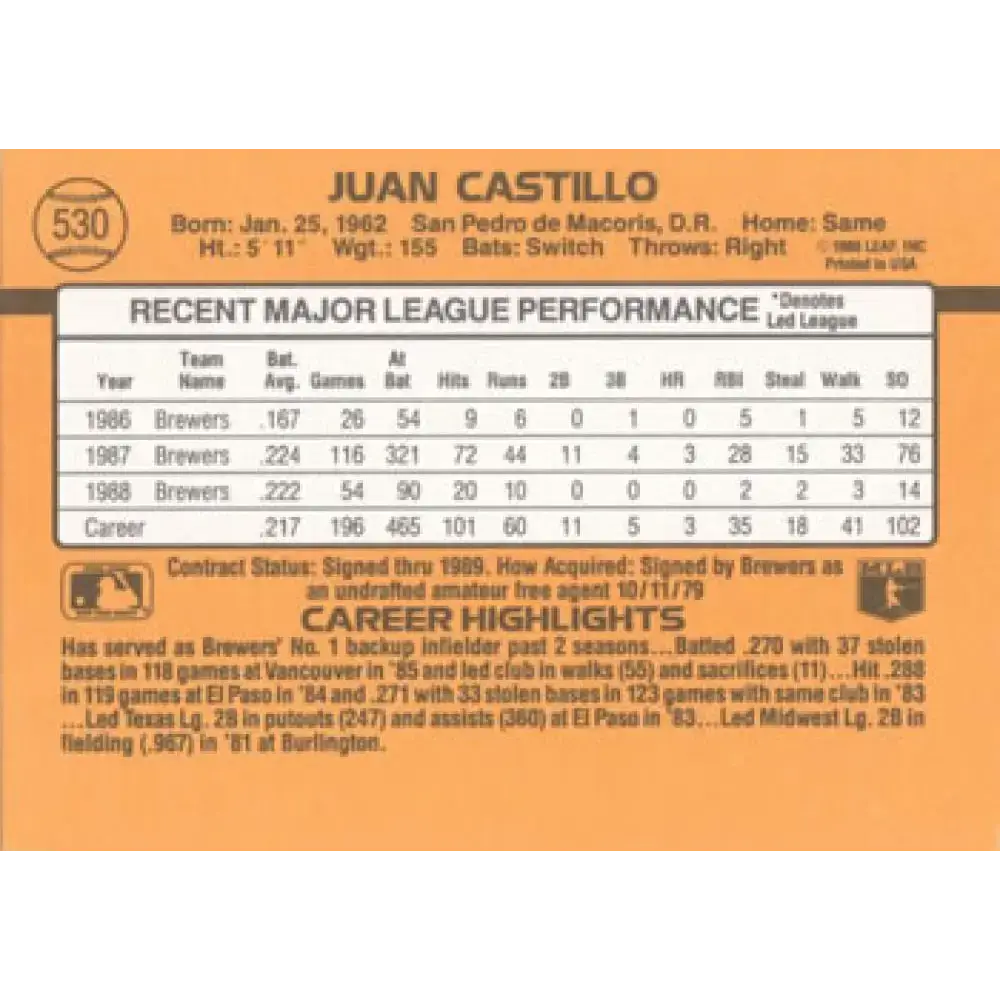 530
JUAN CASTILLO
Born: Jan. 25, 1962 San Pedro de Macoris, D.R. Home: Same
Ht.: 5' 11" Wgt.: 155 Bats: Switch Throws: Right © 1988 LEAF, INC
Printed in USA
RECENT MAJOR LEAGUE PERFORMANCE *Denotes Led League
Year Team Name Bat. Avg. Games At Bat Hits Runs 2B 3B HR RBI Steal Walk SO
1986 Brewers .167 26 54 9 6 0 1 0 5 1 5 12
1987 Brewers .224 116 321 72 44 11 4 3 28 15 33 76
1988 Brewers .222 54 90 20 10 0 0 0 2 2 3 14
Career .217 196 465 101 60 11 5 3 35 18 41 102
Contract Status: Signed thru 1989. How Acquired: Signed by Brewers as
an undrafted amateur free agent 10/11/79
MLB
CAREER HIGHLIGHTS
Has served as Brewers' No. 1 backup infielder past 2 seasons...Batted .270 with 37 stolen
bases in 118 games at Vancouver in '85 and led club in walks (55) and sacrifices (11)...Hit .288
in 119 games at El Paso in '84 and .271 with 33 stolen bases in 123 games with same club in '83
...Led Texas Lg. 2B in putouts (247) and assists (360) at El Paso in '83...Led Midwest Lg. 2B in
fielding (.967) in '81 at Burlington.